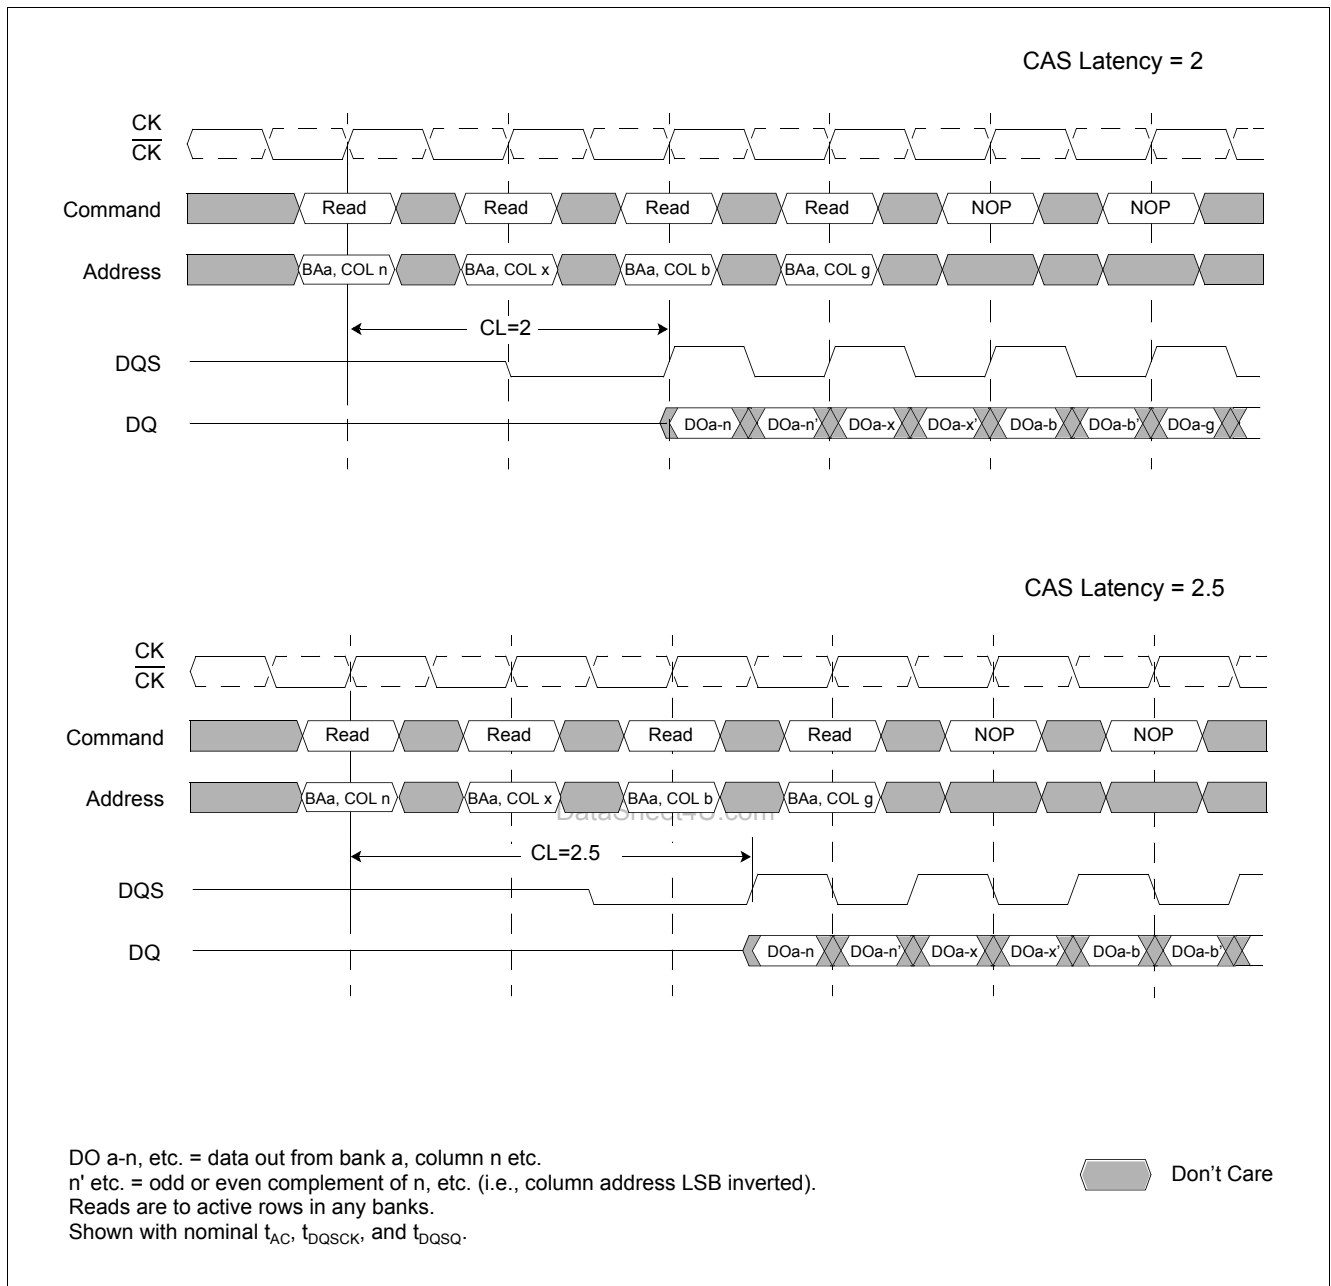 CAS Latency = 2
CK
CK
Command Read Read Read Read NOP NOP
Address BAa, COL n BAa, COL x BAa, COL b BAa, COL g
CL=2
DQS
DQ DOa-n DOa-n' DOa-x DOa-x' DOa-b DOa-b' DOa-g
CAS Latency = 2.5
CK
CK
Command Read Read Read Read NOP NOP
Address BAa, COL n BAa, COL x BAa, COL b BAa, COL g
DataSheet4U.com
CL=2.5
DQS
DQ DOa-n DOa-n' DOa-x DOa-x' DOa-b DOa-b'
DO a-n, etc. = data out from bank a, column n etc.
n' etc. = odd or even complement of n, etc. (i.e., column address LSB inverted).
Reads are to active rows in any banks.
Shown with nominal tAC, tDQSCK, and tDQSQ.
Don't Care